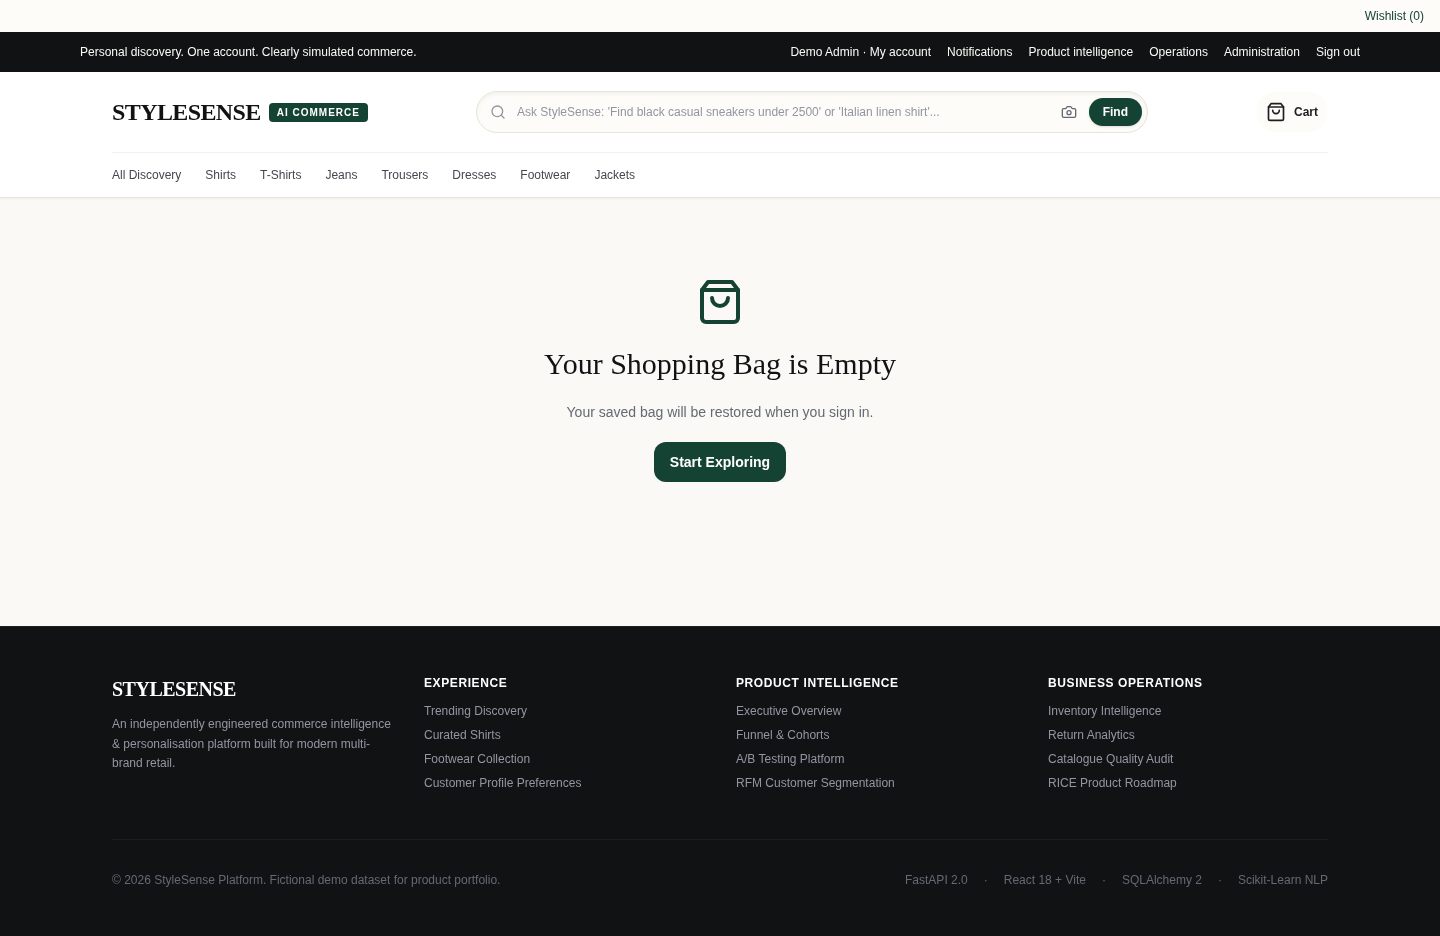 Wishlist (0)
Personal discovery. One account. Clearly simulated commerce.
Demo Admin · My account Notifications Product intelligence Operations Administration Sign out
STYLESENSE AI COMMERCE
Ask StyleSense: 'Find black casual sneakers under 2500' or 'Italian linen shirt'...
Find
Cart
All Discovery Shirts T-Shirts Jeans Trousers Dresses Footwear Jackets
Your Shopping Bag is Empty
Your saved bag will be restored when you sign in.
Start Exploring
STYLESENSE
An independently engineered commerce intelligence
& personalisation platform built for modern multi-
brand retail.
EXPERIENCE
Trending Discovery
Curated Shirts
Footwear Collection
Customer Profile Preferences
PRODUCT INTELLIGENCE
Executive Overview
Funnel & Cohorts
A/B Testing Platform
RFM Customer Segmentation
BUSINESS OPERATIONS
Inventory Intelligence
Return Analytics
Catalogue Quality Audit
RICE Product Roadmap
© 2026 StyleSense Platform. Fictional demo dataset for product portfolio.
FastAPI 2.0 · React 18 + Vite · SQLAlchemy 2 · Scikit-Learn NLP